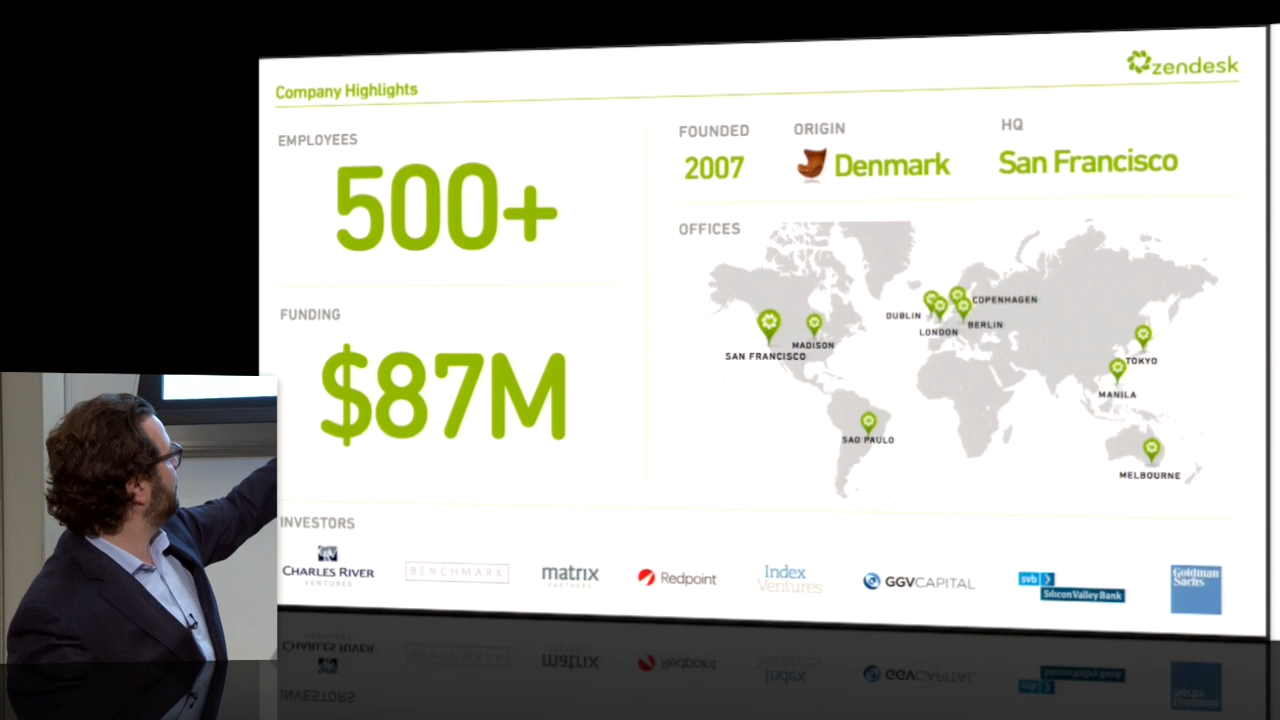 zendesk
Company Highlights
EMPLOYEES
500+
FUNDING
$87M
FOUNDED
2007
ORIGIN
Denmark
HQ
San Francisco
OFFICES
SAN FRANCISCO
MADISON
DUBLIN
LONDON
COPENHAGEN
BERLIN
TOKYO
MANILA
SAO PAULO
MELBOURNE
INVESTORS
CHARLES RIVER
VENTURES
BENCHMARK
matrix
PARTNERS
Redpoint
Index
Ventures
GGVCAPITAL
svb
Silicon Valley Bank
Goldman
Sachs